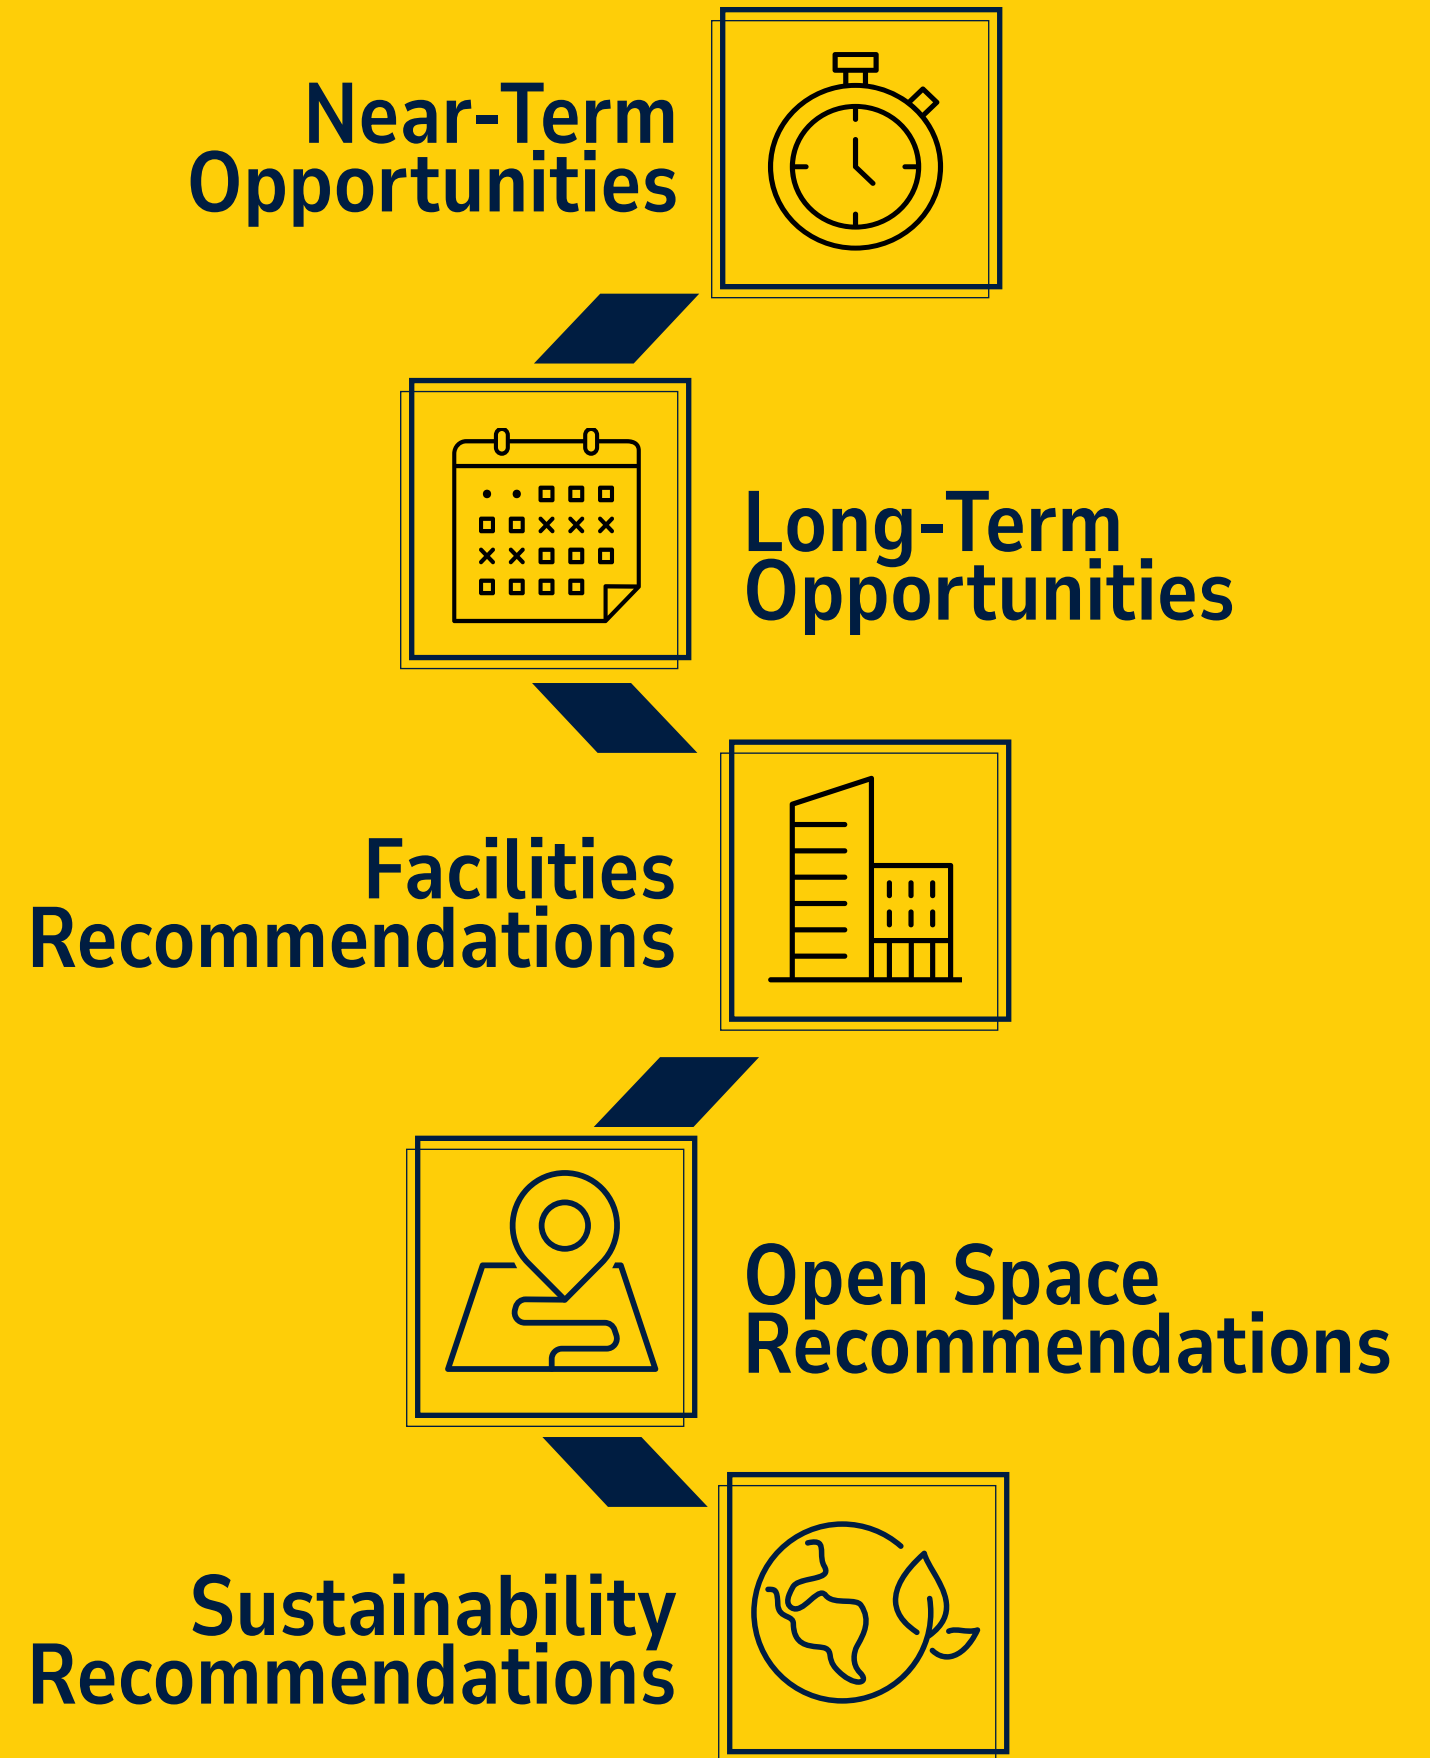 Near-Term
Opportunities
Long-Term
Opportunities
Facilities
Recommendations
Open Space
Recommendations
Sustainability
Recommendations